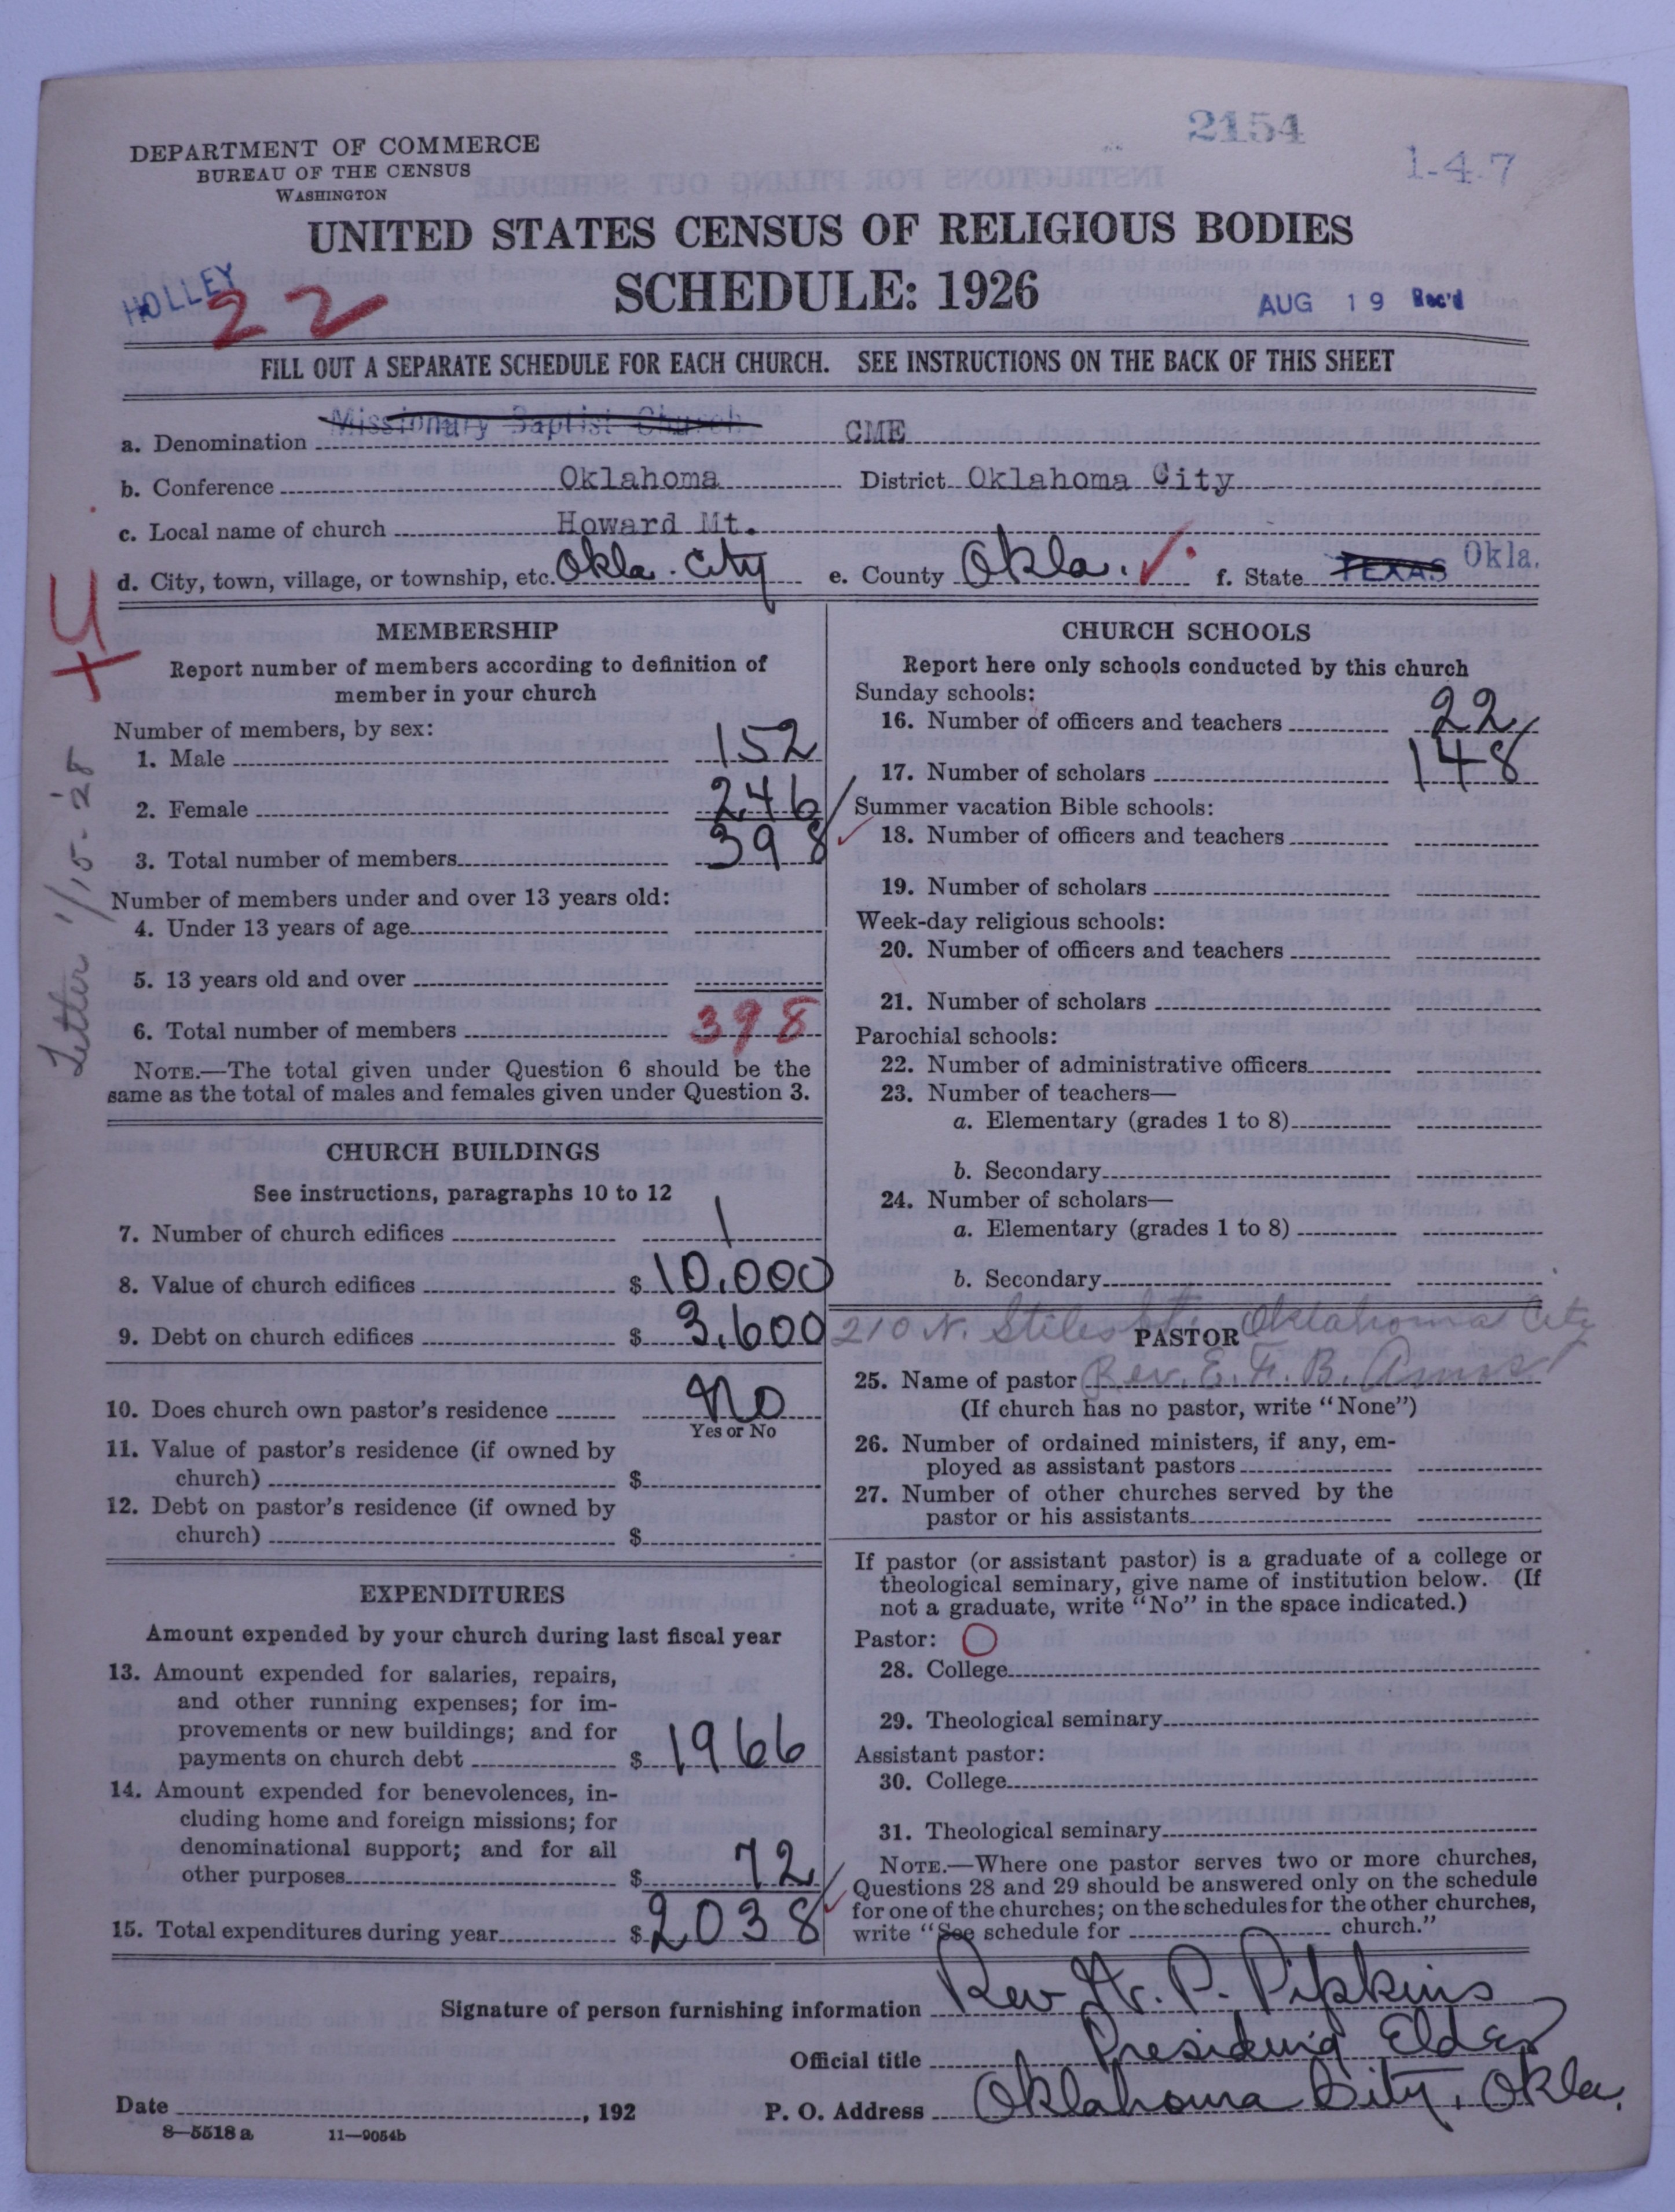 2154
1-4-7
DEPARTMENT OF COMMERCE
BUREAU OF THE CENSUS
WASHINGTON
UNITED STATES CENSUS OF RELIGIOUS BODIES
SCHEDULE: 1926
HOLLEY
22
AUG 19 Rec'd
FILL OUT A SEPARATE SCHEDULE FOR EACH CHURCH. SEE INSTRUCTIONS ON THE BACK OF THIS SHEET
a. Denomination Missionary Baptist Church CME
b. Conference Oklahoma District Oklahoma City
c. Local name of church Howard Mt.
d. City, town, village, or township, etc. Okla. City e. County Okla. f. State TEXAS Okla.
Letter 1/15-'28
MEMBERSHIP
Report number of members according to definition of
member in your church
Number of members, by sex:
1. Male 152
2. Female 246
3. Total number of members 398
Number of members under and over 13 years old:
4. Under 13 years of age
5. 13 years old and over
6. Total number of members 398
NOTE.—The total given under Question 6 should be the
same as the total of males and females given under Question 3.
CHURCH BUILDINGS
See instructions, paragraphs 10 to 12
7. Number of church edifices 1
8. Value of church edifices $ 10,000
9. Debt on church edifices $ 3,600
10. Does church own pastor's residence No
Yes or No
11. Value of pastor's residence (if owned by
church) $
12. Debt on pastor's residence (if owned by
church) $
EXPENDITURES
Amount expended by your church during last fiscal year
13. Amount expended for salaries, repairs,
and other running expenses; for im-
provements or new buildings; and for
payments on church debt $ 1966
14. Amount expended for benevolences, in-
cluding home and foreign missions; for
denominational support; and for all
other purposes $ 72
15. Total expenditures during year $ 2038
CHURCH SCHOOLS
Report here only schools conducted by this church
Sunday schools:
16. Number of officers and teachers 22
17. Number of scholars 148
Summer vacation Bible schools:
18. Number of officers and teachers
19. Number of scholars
Week-day religious schools:
20. Number of officers and teachers
21. Number of scholars
Parochial schools:
22. Number of administrative officers
23. Number of teachers—
a. Elementary (grades 1 to 8)
b. Secondary
24. Number of scholars—
a. Elementary (grades 1 to 8)
b. Secondary
210 N. Stiles St. Oklahoma City
PASTOR
25. Name of pastor Rev. E. F. B.
(If church has no pastor, write "None")
26. Number of ordained ministers, if any, em-
ployed as assistant pastors
27. Number of other churches served by the
pastor or his assistants
If pastor (or assistant pastor) is a graduate of a college or
theological seminary, give name of institution below. (If
not a graduate, write "No" in the space indicated.)
Pastor: O
28. College
29. Theological seminary
Assistant pastor:
30. College
31. Theological seminary
NOTE.—Where one pastor serves two or more churches,
Questions 28 and 29 should be answered only on the schedule
for one of the churches; on the schedules for the other churches,
write "See schedule for church."
Signature of person furnishing information Rev. H. P. Pipkins
Official title Presiding Elder
Date , 192 P. O. Address Oklahoma City, Okla.
8—5518 a 11—9054b